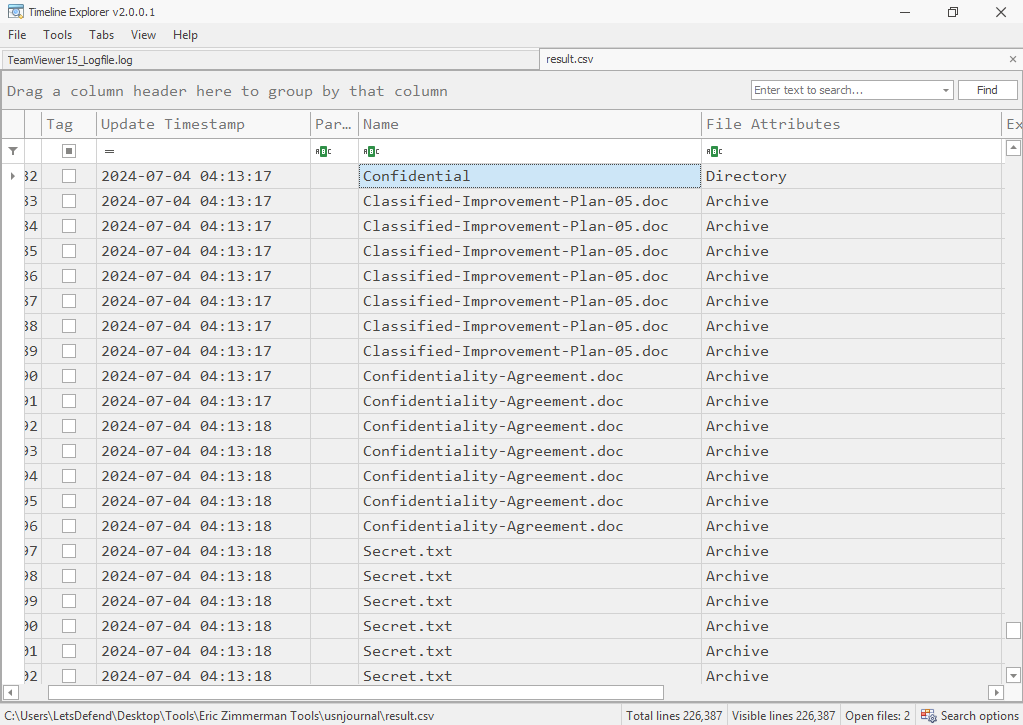 Timeline Explorer v2.0.0.1
File Tools Tabs View Help
TeamViewer15_Logfile.log result.csv
Drag a column header here to group by that column Enter text to search... Find
Tag Update Timestamp Par... Name File Attributes Ex
=
32 2024-07-04 04:13:17 Confidential Directory
33 2024-07-04 04:13:17 Classified-Improvement-Plan-05.doc Archive
34 2024-07-04 04:13:17 Classified-Improvement-Plan-05.doc Archive
35 2024-07-04 04:13:17 Classified-Improvement-Plan-05.doc Archive
36 2024-07-04 04:13:17 Classified-Improvement-Plan-05.doc Archive
37 2024-07-04 04:13:17 Classified-Improvement-Plan-05.doc Archive
38 2024-07-04 04:13:17 Classified-Improvement-Plan-05.doc Archive
39 2024-07-04 04:13:17 Classified-Improvement-Plan-05.doc Archive
90 2024-07-04 04:13:17 Confidentiality-Agreement.doc Archive
91 2024-07-04 04:13:17 Confidentiality-Agreement.doc Archive
92 2024-07-04 04:13:18 Confidentiality-Agreement.doc Archive
93 2024-07-04 04:13:18 Confidentiality-Agreement.doc Archive
94 2024-07-04 04:13:18 Confidentiality-Agreement.doc Archive
95 2024-07-04 04:13:18 Confidentiality-Agreement.doc Archive
96 2024-07-04 04:13:18 Confidentiality-Agreement.doc Archive
97 2024-07-04 04:13:18 Secret.txt Archive
98 2024-07-04 04:13:18 Secret.txt Archive
99 2024-07-04 04:13:18 Secret.txt Archive
00 2024-07-04 04:13:18 Secret.txt Archive
01 2024-07-04 04:13:18 Secret.txt Archive
02 2024-07-04 04:13:18 Secret.txt Archive
C:\Users\LetsDefend\Desktop\Tools\Eric Zimmerman Tools\usnjournal\result.csv Total lines 226,387 Visible lines 226,387 Open files: 2 Search options